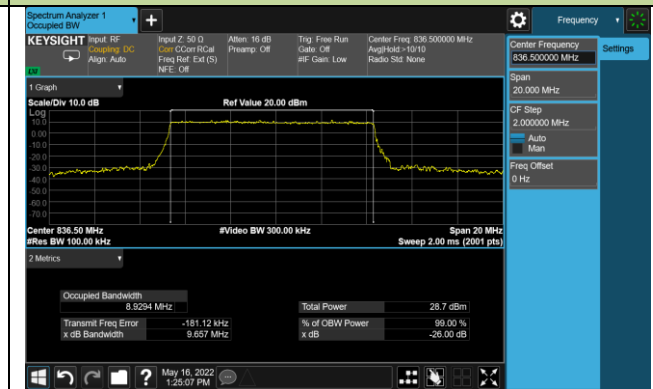 Spectrum Analyzer 1
Occupied BW
Frequency
KEYSIGHT
Input: RF
Coupling: DC
Align: Auto
Input Z: 50 Ω
Corr CCorr RCal
Freq Ref: Ext (S)
NFE: Off
Atten: 16 dB
Preamp: Off
Trig: Free Run
Gate: Off
#IF Gain: Low
Center Freq: 836.500000 MHz
Avg|Hold:>10/10
Radio Std: None
Center Frequency
836.500000 MHz
Settings
Span
20.000 MHz
CF Step
2.000000 MHz
Auto
Man
Freq Offset
0 Hz
1 Graph
Scale/Div 10.0 dB
Ref Value 20.00 dBm
Log
10.0
0.00
-10.0
-20.0
-30.0
-40.0
-50.0
-60.0
-70.0
Center 836.50 MHz
#Video BW 300.00 kHz
Span 20 MHz
#Res BW 100.00 kHz
Sweep 2.00 ms (2001 pts)
2 Metrics
Occupied Bandwidth
8.9294 MHz
Total Power 28.7 dBm
Transmit Freq Error -181.12 kHz
% of OBW Power 99.00 %
x dB Bandwidth 9.657 MHz
x dB -26.00 dB
May 16, 2022
1:25:07 PM